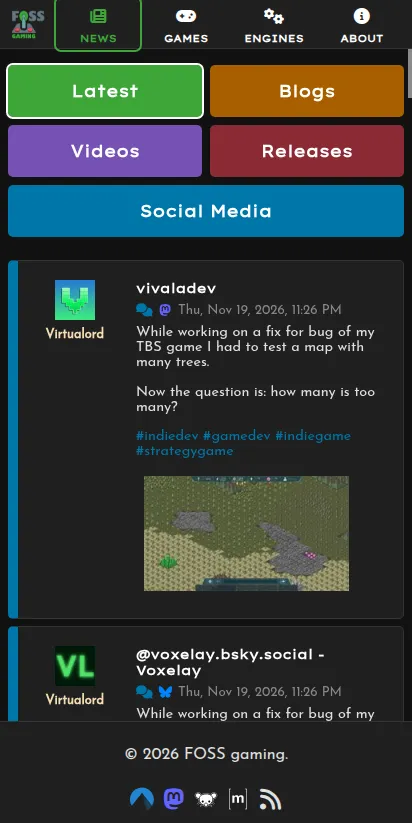 FOSS
GAMING
NEWS
GAMES
ENGINES
ABOUT
Latest
Blogs
Videos
Releases
Social Media
vivaladev
Thu, Nov 19, 2026, 11:26 PM
Virtualord
While working on a fix for bug of my
TBS game I had to test a map with
many trees.
Now the question is: how many is too
many?
#indiedev #gamedev #indiegame
#strategygame
VL
Virtualord
@voxelay.bsky.social -
Voxelay
Thu, Nov 19, 2026, 11:26 PM
While working on a fix for bug of my
© 2026 FOSS gaming.
[m]